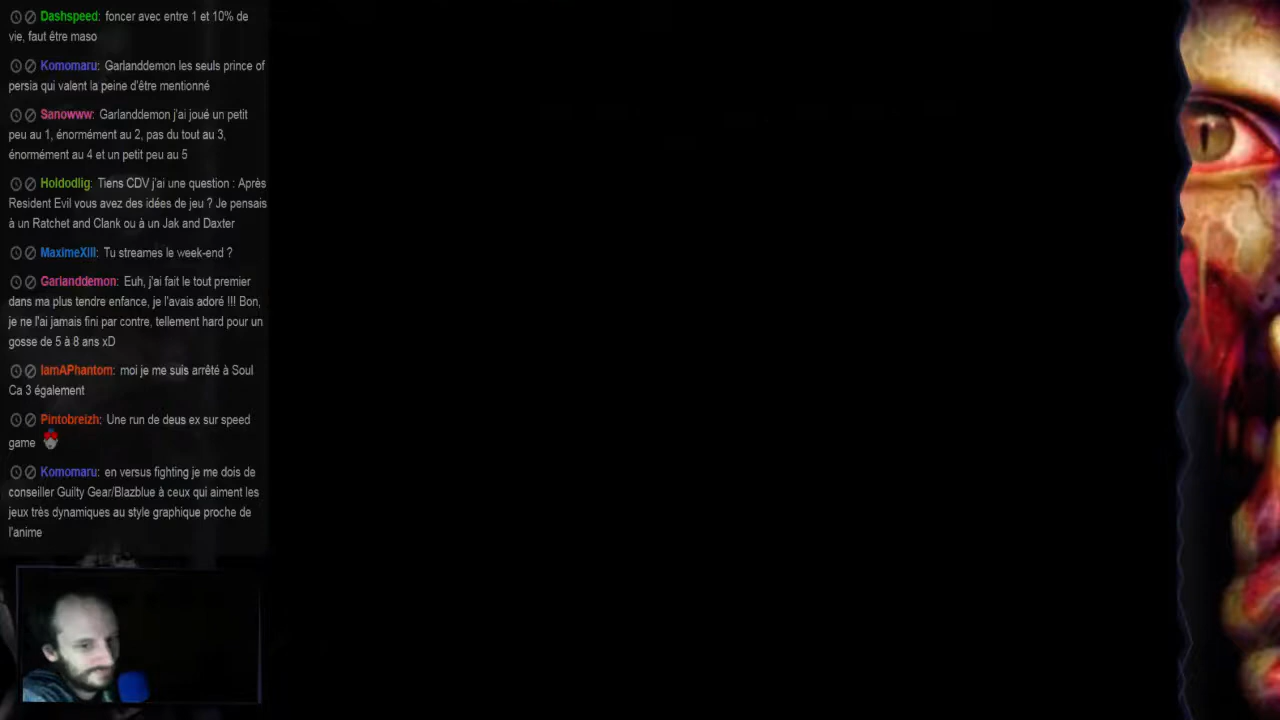 Dashspeed: foncer avec entre 1 et 10% de
vie, faut être maso
Komomaru: Garlanddemon les seuls prince of
persia qui valent la peine d'être mentionné
Sanowww: Garlanddemon j'ai joué un petit
peu au 1, énormément au 2, pas du tout au 3,
énormément au 4 et un petit peu au 5
Holdodlig: Tiens CDV j'ai une question : Après
Resident Evil vous avez des idées de jeu ? Je pensais
à un Ratchet and Clank ou à un Jak and Daxter
MaximeXIII: Tu streames le week-end ?
Garlanddemon: Euh, j'ai fait le tout premier
dans ma plus tendre enfance, je l'avais adoré !!! Bon,
je ne l'ai jamais fini par contre, tellement hard pour un
gosse de 5 à 8 ans xD
IamAPhantom: moi je me suis arrêté à Soul
Ca 3 également
Pintobreizh: Une run de deus ex sur speed
game
Komomaru: en versus fighting je me dois de
conseiller Guilty Gear/Blazblue à ceux qui aiment les
jeux très dynamiques au style graphique proche de
l'anime